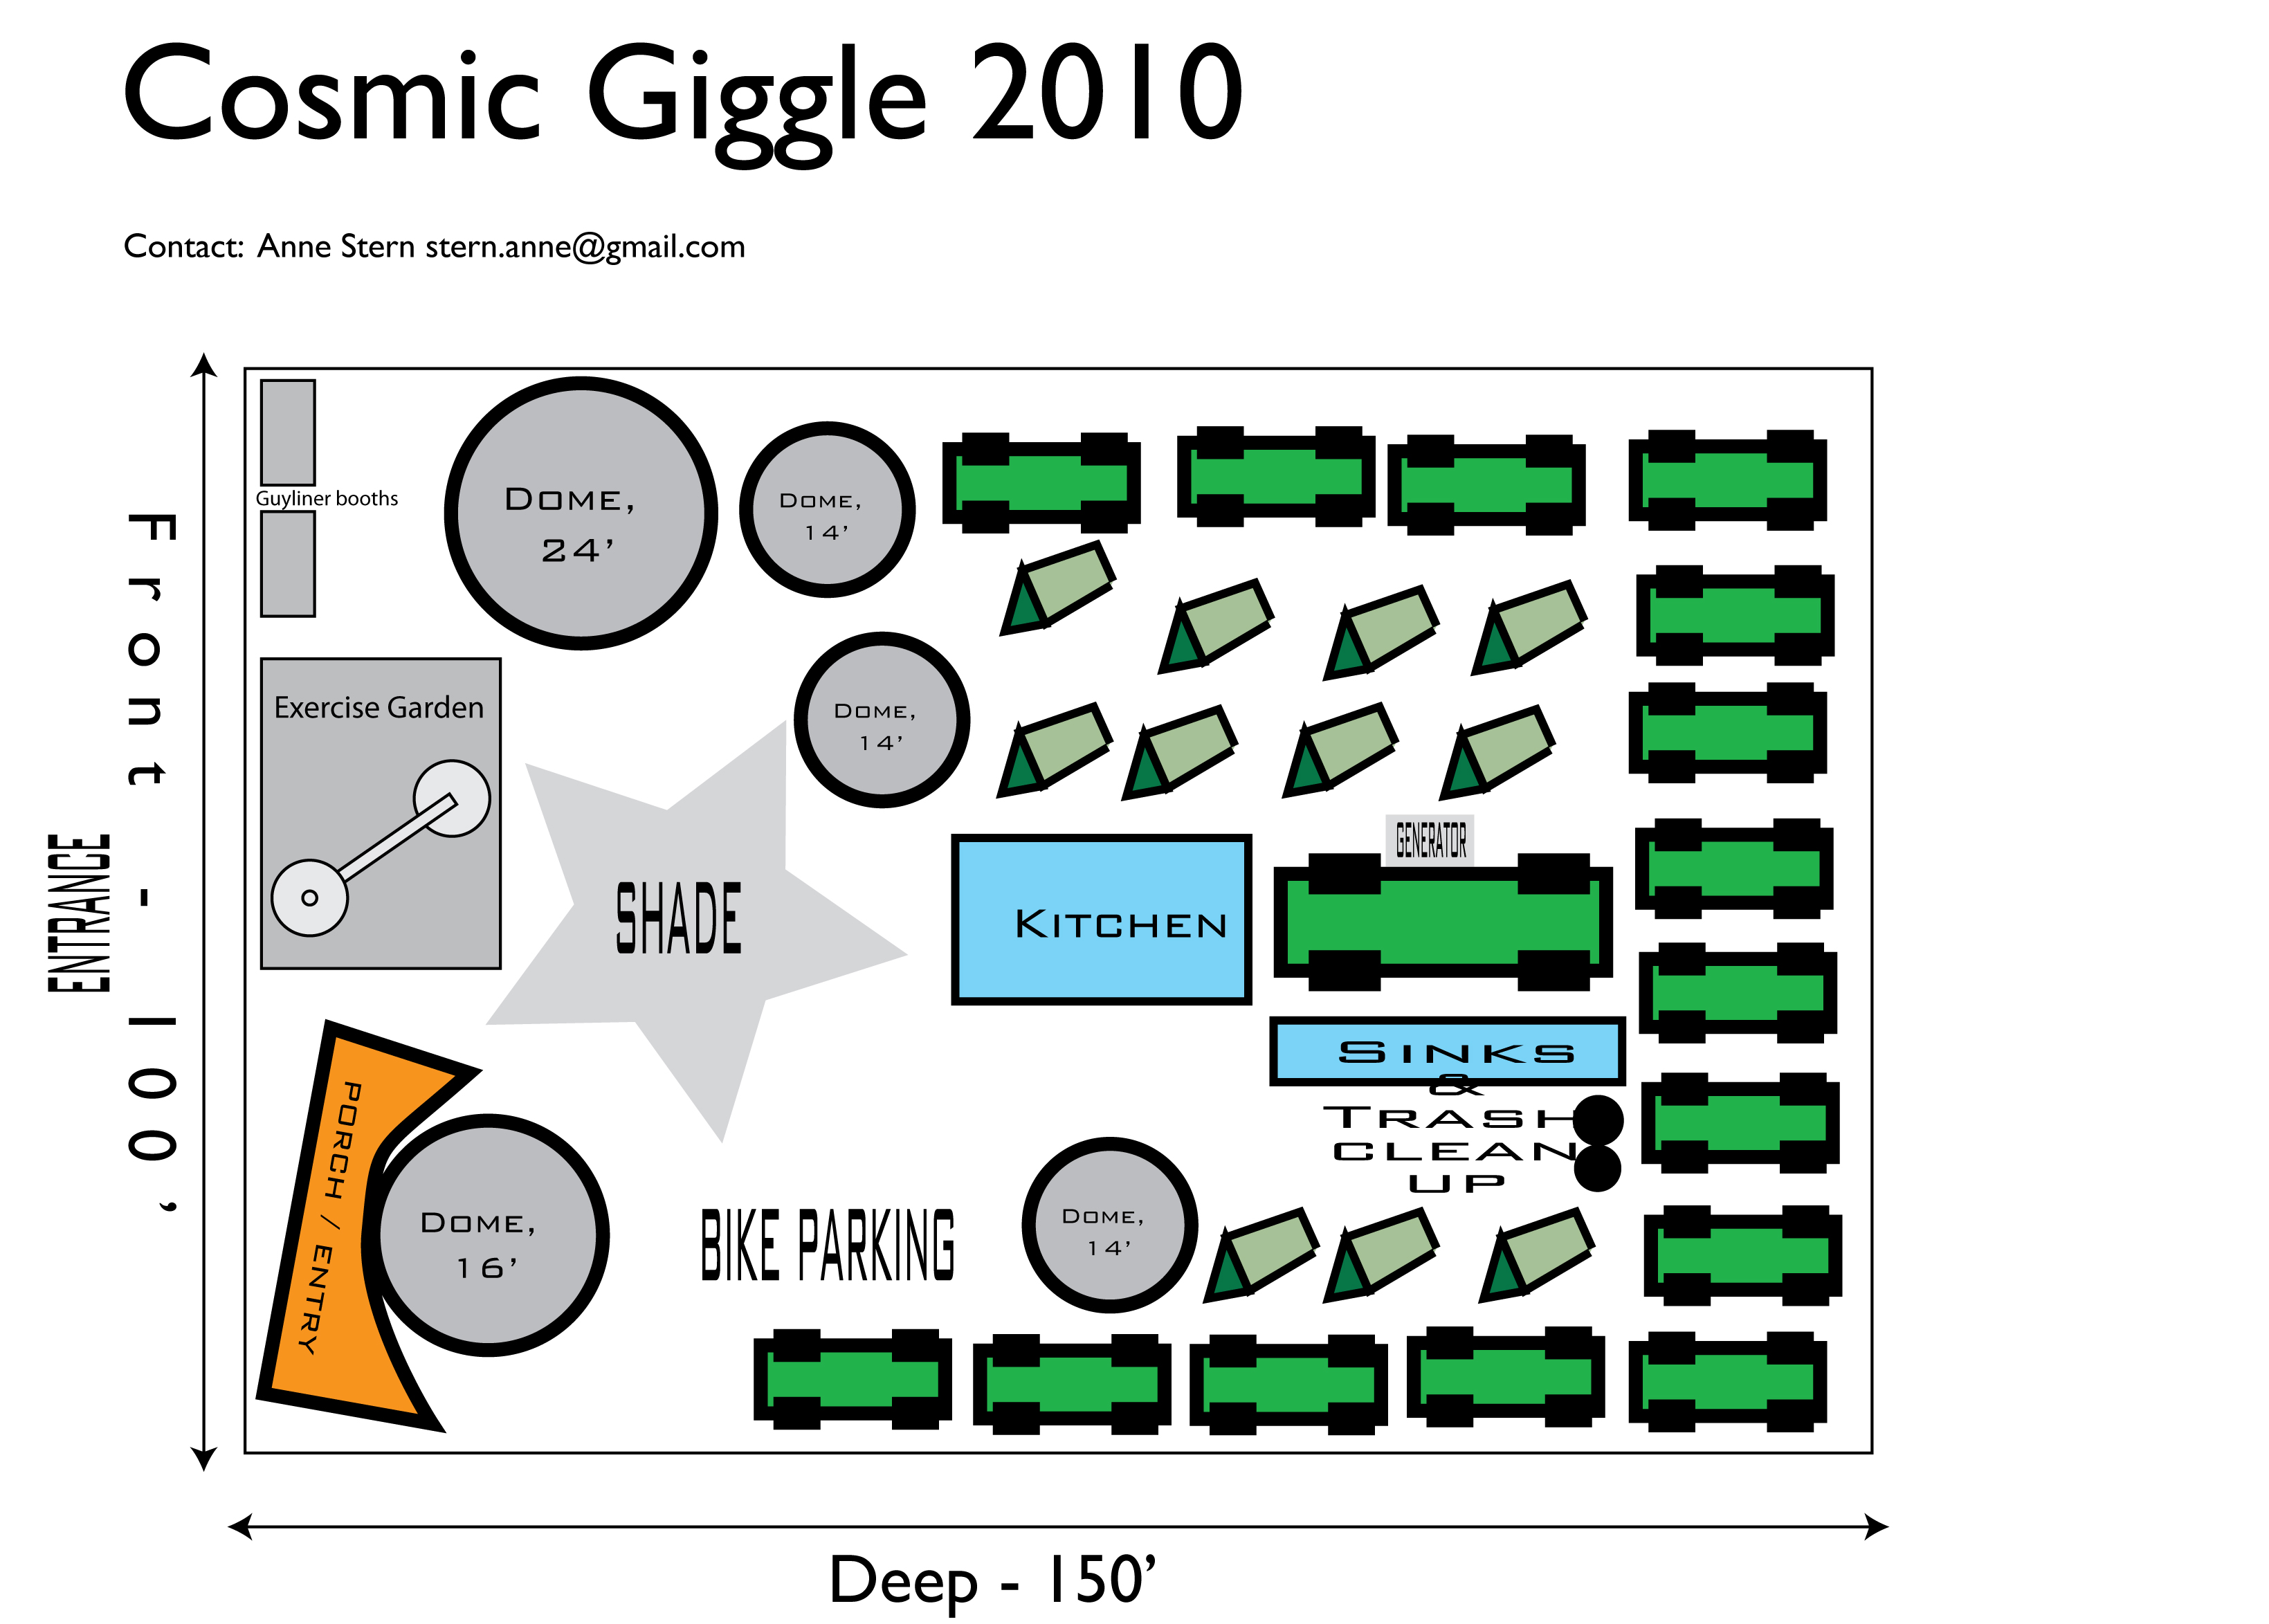 Cosmic Giggle 2010
Contact: Anne Stern stern.anne@gmail.com
ENTRANCE
Front - 100’
Guyliner booths
DOME,
24’
DOME,
14’
Exercise Garden
DOME,
14’
SHADE
KITCHEN
GENERATOR
SINKS
&
TRASH
CLEAN
UP
PORCH / ENTRY
DOME,
16’
BIKE PARKING
DOME,
14’
Deep - 150’